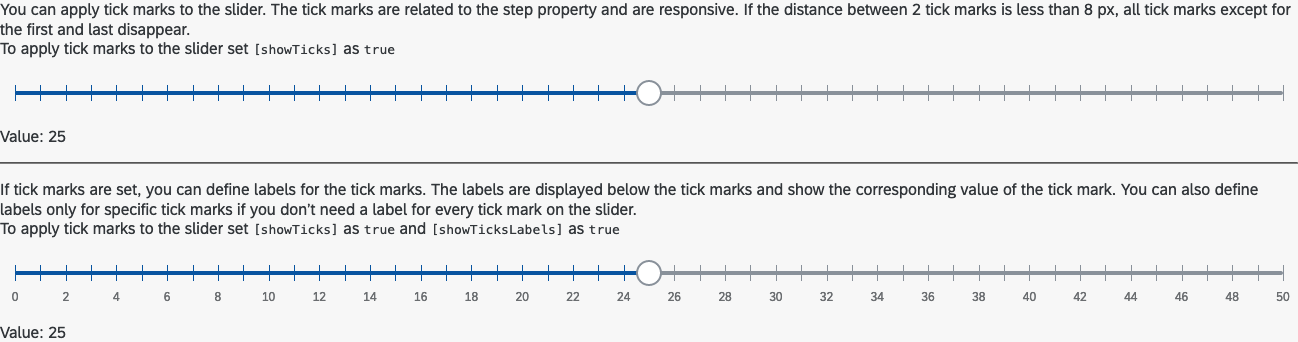 You can apply tick marks to the slider. The tick marks are related to the step property and are responsive. If the distance between 2 tick marks is less than 8 px, all tick marks except for
the first and last disappear.
To apply tick marks to the slider set [showTicks] as true
Value: 25
If tick marks are set, you can define labels for the tick marks. The labels are displayed below the tick marks and show the corresponding value of the tick mark. You can also define
labels only for specific tick marks if you don't need a label for every tick mark on the slider.
To apply tick marks to the slider set [showTicks] as true and [showTicksLabels] as true
0 2 4 6 8 10 12 14 16 18 20 22 24 26 28 30 32 34 36 38 40 42 44 46 48 50
Value: 25